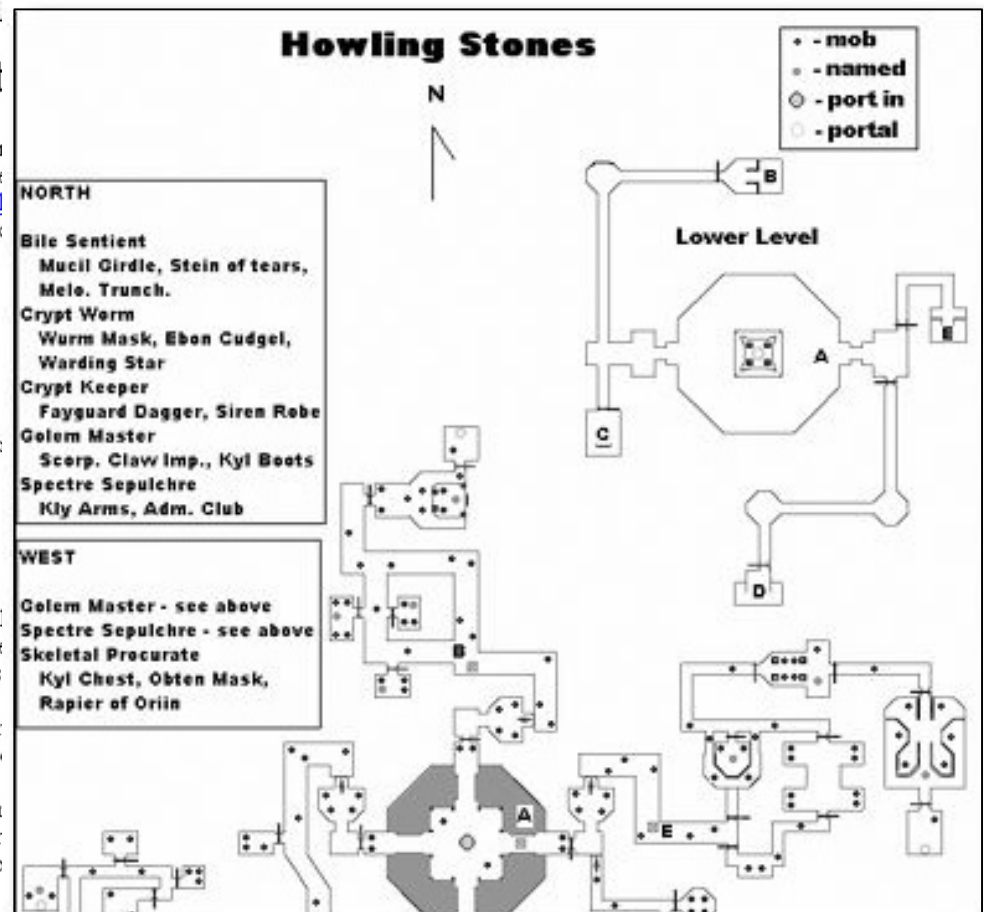 Howling Stones
N
- mob
- named
- port in
- portal
NORTH
Bile Sentient
Mucil Girdle, Stein of tears,
Melo. Trunch.
Crypt Worm
Wurm Mask, Ebon Cudgel,
Warding Star
Crypt Keeper
Fayguard Dagger, Siren Robe
Golem Master
Scorp. Claw Imp., Kyl Boots
Spectre Sepulchre
Kly Arms, Adm. Club
WEST
Golem Master - see above
Spectre Sepulchre - see above
Skeletal Procurate
Kyl Chest, Obten Mask,
Rapier of Oriin
Lower Level
B
A
E
C
D
B
A
E